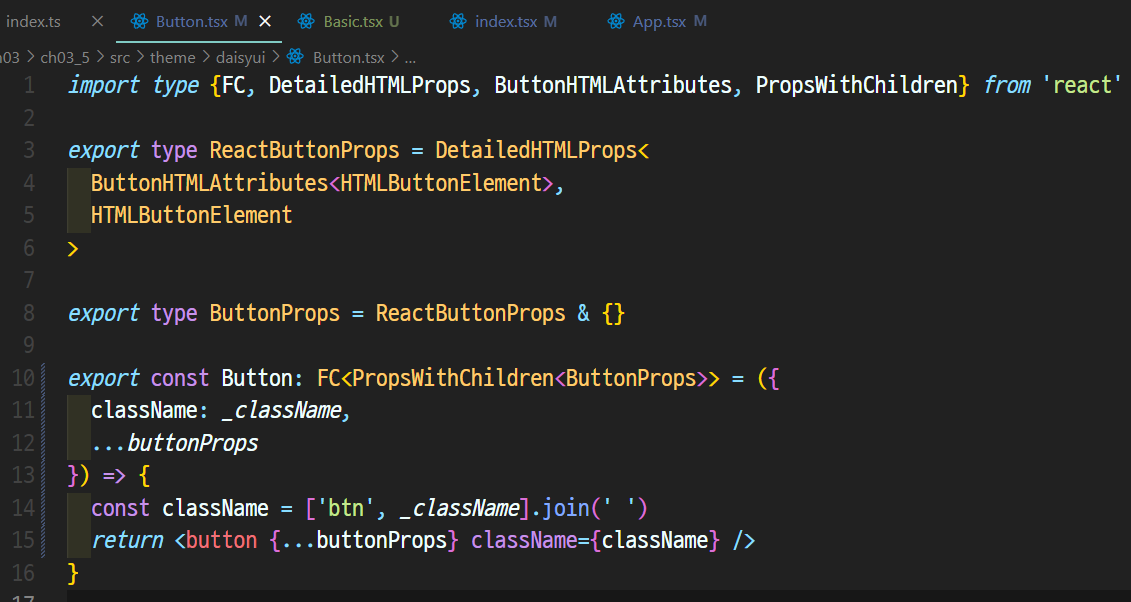 index.ts Button.tsx M Basic.tsx U index.tsx M App.tsx M
h03 > ch03_5 > src > theme > daisyui > Button.tsx > ...
1 import type {FC, DetailedHTMLProps, ButtonHTMLAttributes, PropsWithChildren} from 'react'
2
3 export type ReactButtonProps = DetailedHTMLProps<
4 ButtonHTMLAttributes<HTMLButtonElement>,
5 HTMLButtonElement
6 >
7
8 export type ButtonProps = ReactButtonProps & {}
9
10 export const Button: FC<PropsWithChildren<ButtonProps>> = ({
11 className: _className,
12 ...buttonProps
13 }) => {
14 const className = ['btn', _className].join(' ')
15 return <button {...buttonProps} className={className} />
16 }
17